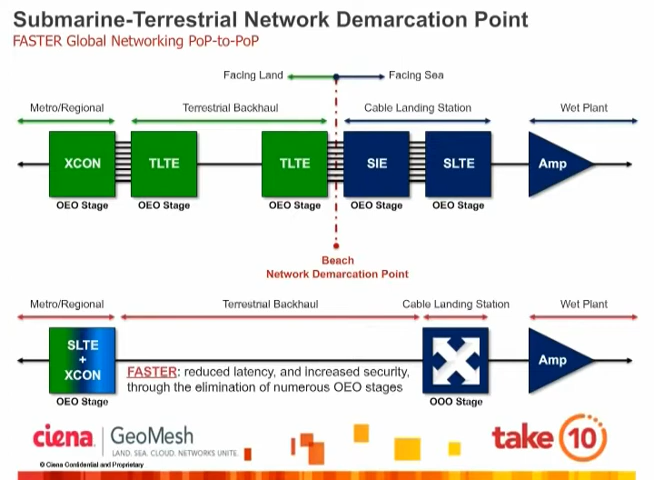 Submarine-Terrestrial Network Demarcation Point
FASTER Global Networking PoP-to-PoP
Facing Land Facing Sea
Metro/Regional Terrestrial Backhaul Cable Landing Station Wet Plant
XCON TLTE TLTE SIE SLTE Amp
OEO Stage OEO Stage OEO Stage OEO Stage OEO Stage
Beach
Network Demarcation Point
Metro/Regional Terrestrial Backhaul Cable Landing Station Wet Plant
SLTE
+
XCON
Amp
FASTER: reduced latency, and increased security,
through the elimination of numerous OEO stages
OEO Stage OOO Stage
ciena GeoMesh
LAND. SEA. CLOUD. NETWORKS UNITE.
take 10
© Ciena Confidential and Proprietary